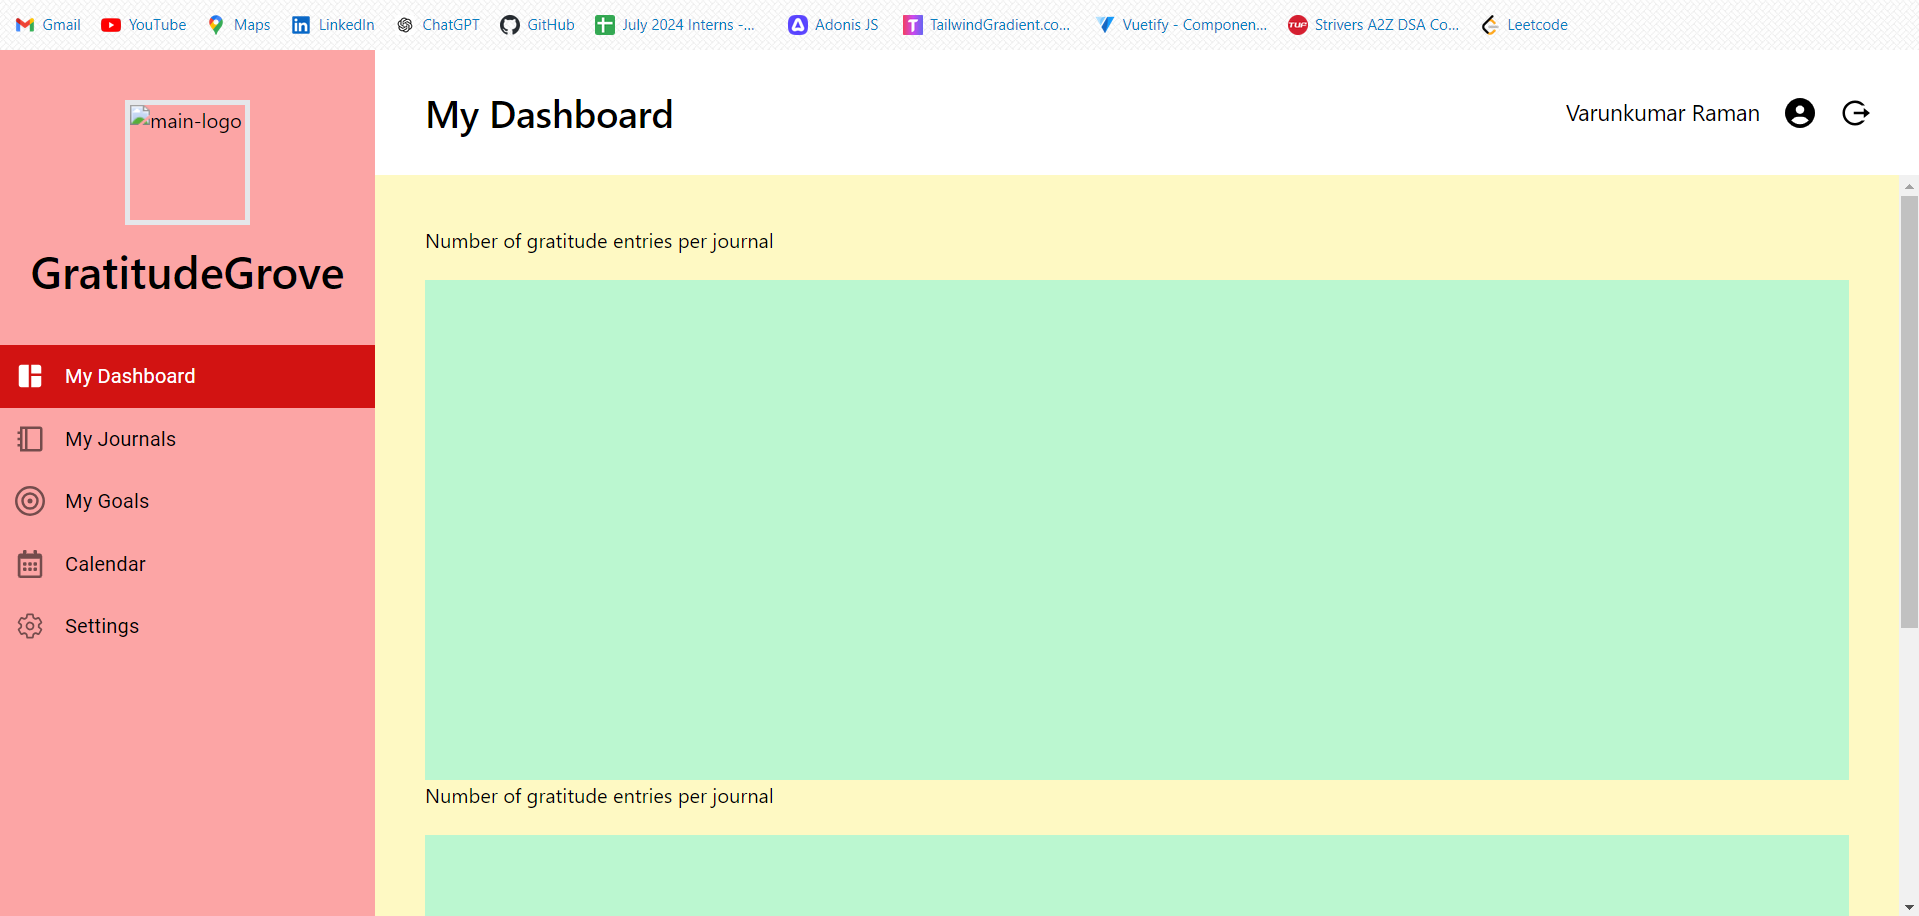 Gmail YouTube Maps LinkedIn ChatGPT GitHub July 2024 Interns -... Adonis JS TailwindGradient.co... Vuetify - Componen... Strivers A2Z DSA Co... Leetcode
main-logo
GratitudeGrove
My Dashboard
My Journals
My Goals
Calendar
Settings
My Dashboard
Varunkumar Raman
Number of gratitude entries per journal
Number of gratitude entries per journal